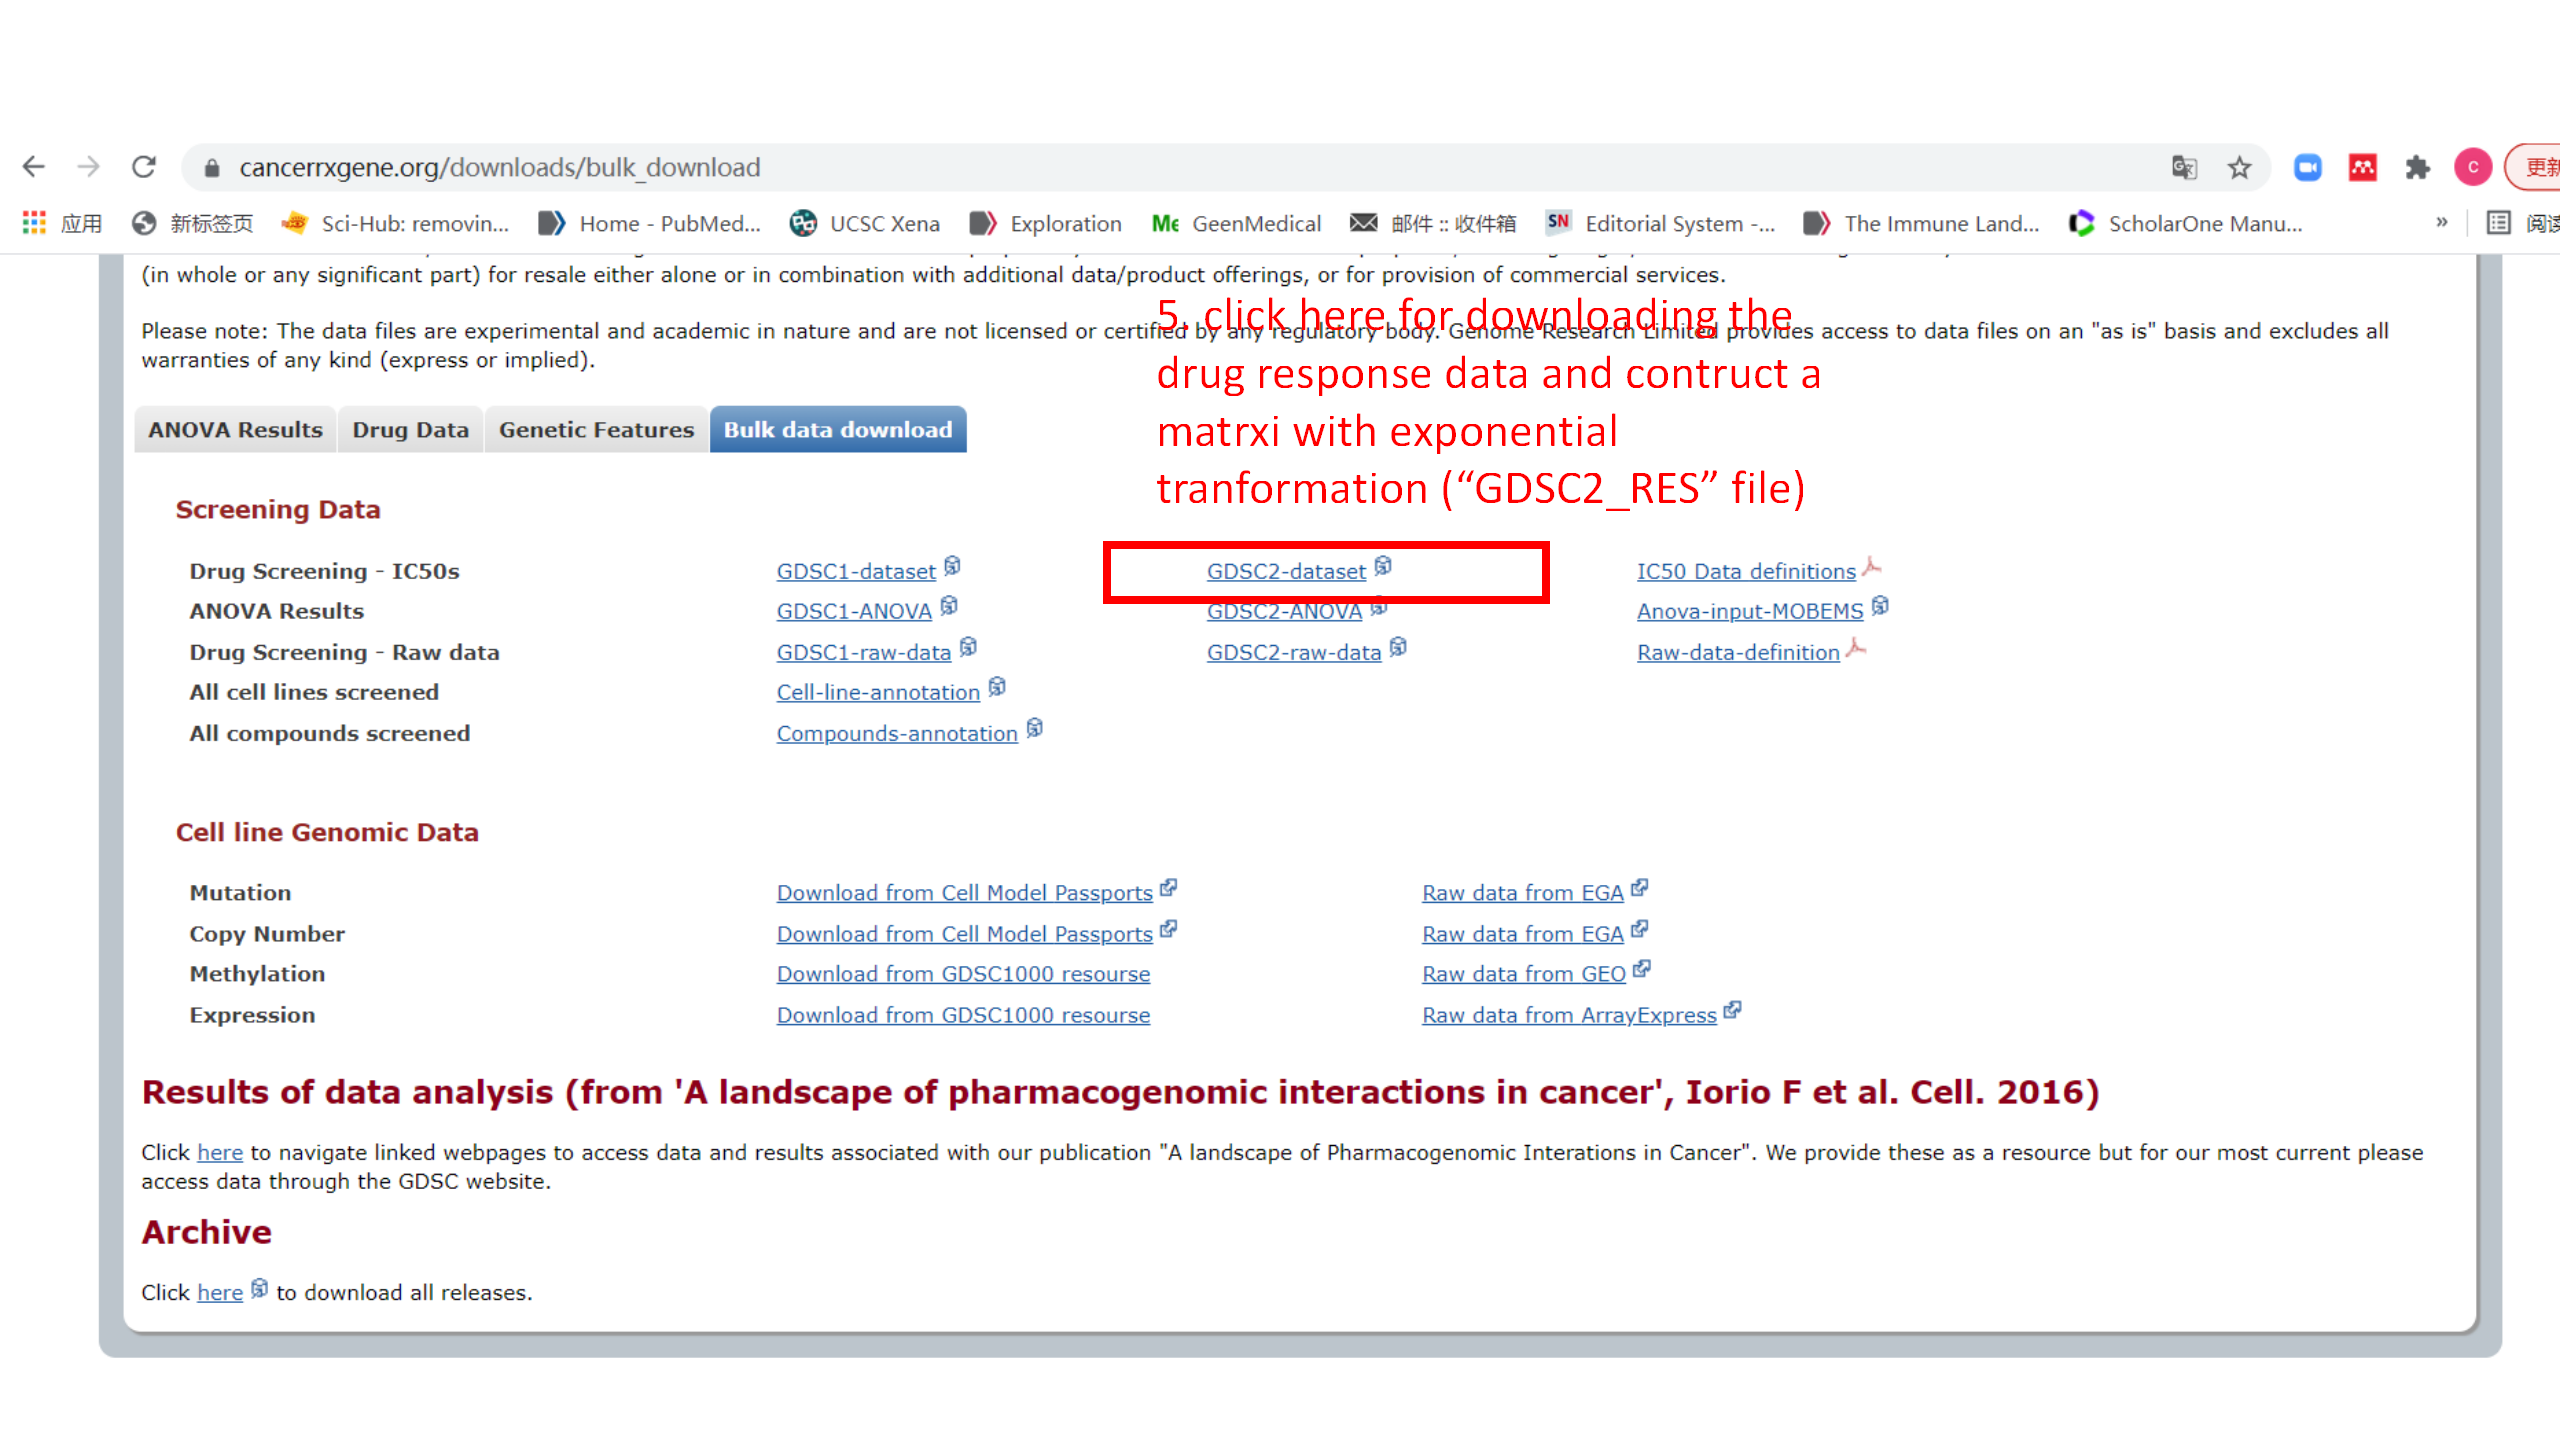 cancerrxgene.org/downloads/bulk_download
C
更新
应用 新标签页 Sci-Hub: removin... Home - PubMed... UCSC Xena Exploration Me GeenMedical 邮件 :: 收件箱 SN Editorial System -... The Immune Land... ScholarOne Manu... »
(in whole or any significant part) for resale either alone or in combination with additional data/product offerings, or for provision of commercial services.
5. click here for downloading the
drug response data and contruct a
matrxi with exponential
tranformation (“GDSC2_RES” file)
Please note: The data files are experimental and academic in nature and are not licensed or certified by any regulatory body. Genome Research Limited provides access to data files on an "as is" basis and excludes all
warranties of any kind (express or implied).
ANOVA Results Drug Data Genetic Features Bulk data download
Screening Data
Drug Screening - IC50s GDSC1-dataset GDSC2-dataset IC50 Data definitions
ANOVA Results GDSC1-ANOVA GDSC2-ANOVA Anova-input-MOBEMS
Drug Screening - Raw data GDSC1-raw-data GDSC2-raw-data Raw-data-definition
All cell lines screened Cell-line-annotation
All compounds screened Compounds-annotation
Cell line Genomic Data
Mutation Download from Cell Model Passports Raw data from EGA
Copy Number Download from Cell Model Passports Raw data from EGA
Methylation Download from GDSC1000 resourse Raw data from GEO
Expression Download from GDSC1000 resourse Raw data from ArrayExpress
Results of data analysis (from 'A landscape of pharmacogenomic interactions in cancer', Iorio F et al. Cell. 2016)
Click here to navigate linked webpages to access data and results associated with our publication "A landscape of Pharmacogenomic Interations in Cancer". We provide these as a resource but for our most current please
access data through the GDSC website.
Archive
Click here to download all releases.